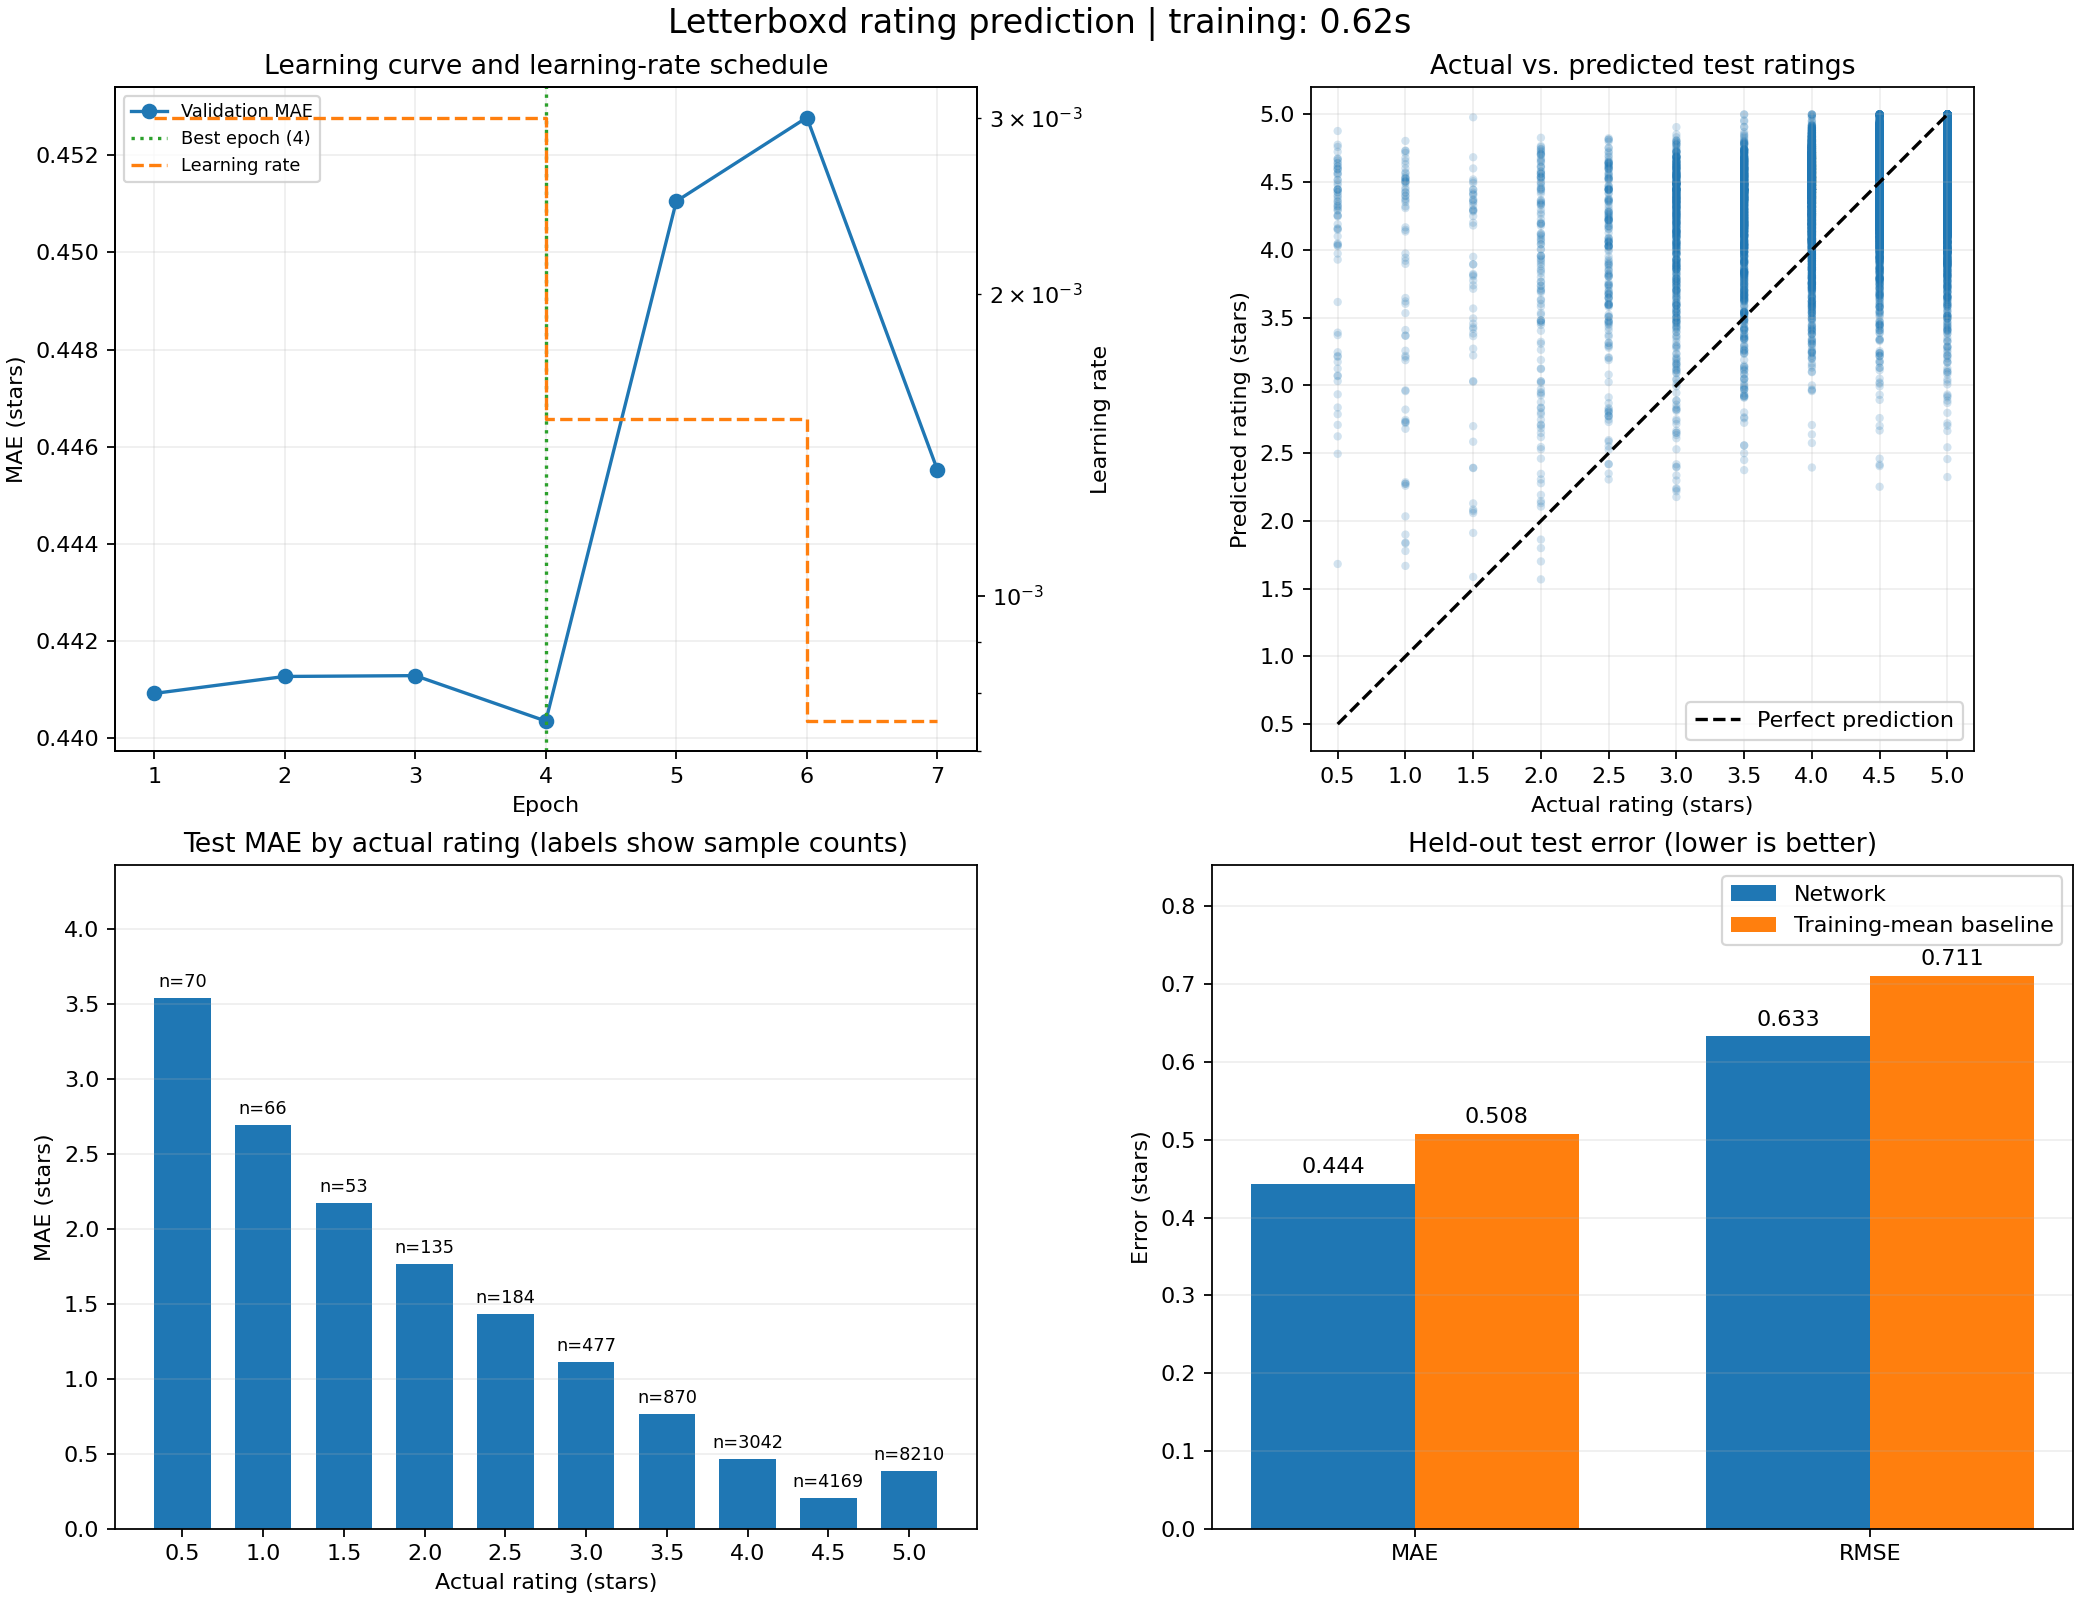 Letterboxd rating prediction | training: 0.62s
Learning curve and learning-rate schedule
Validation MAE
Best epoch (4)
Learning rate
0.452
0.450
0.448
0.446
0.444
0.442
0.440
MAE (stars)
3 × 10⁻³
2 × 10⁻³
10⁻³
Learning rate
1 2 3 4 5 6 7
Epoch
Actual vs. predicted test ratings
5.0
4.5
4.0
3.5
3.0
2.5
2.0
1.5
1.0
0.5
Predicted rating (stars)
Perfect prediction
0.5 1.0 1.5 2.0 2.5 3.0 3.5 4.0 4.5 5.0
Actual rating (stars)
Test MAE by actual rating (labels show sample counts)
4.0
3.5
3.0
2.5
2.0
1.5
1.0
0.5
0.0
MAE (stars)
n=70
n=66
n=53
n=135
n=184
n=477
n=870
n=3042
n=4169
n=8210
0.5 1.0 1.5 2.0 2.5 3.0 3.5 4.0 4.5 5.0
Actual rating (stars)
Held-out test error (lower is better)
Network
Training-mean baseline
0.8
0.7
0.6
0.5
0.4
0.3
0.2
0.1
0.0
Error (stars)
0.444
0.508
0.633
0.711
MAE RMSE